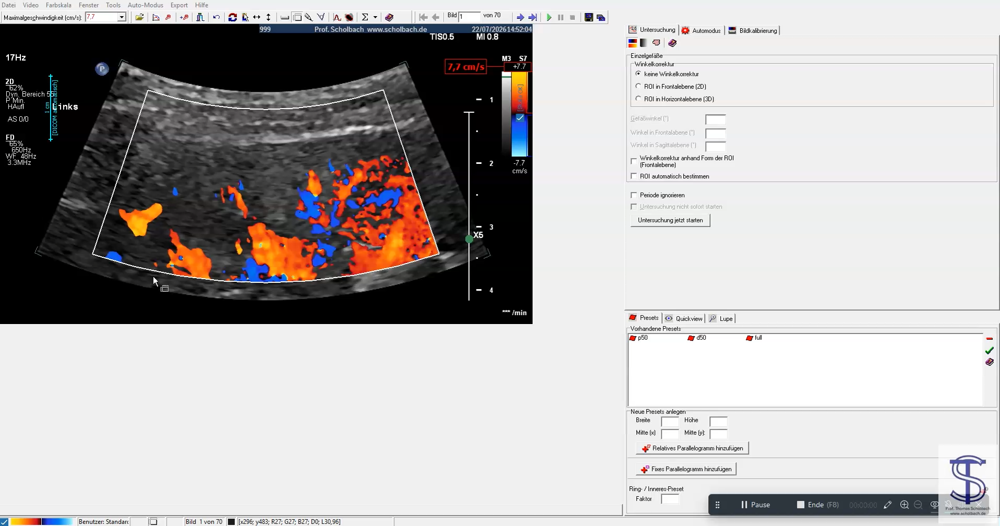 Datei Video Farbskala Fenster Tools Auto-Modus Export Hilfe
Maximalgeschwindigkeit (cm/s): 7,7
Bild 1 von 70
999 Prof. Scholbach www.scholbach.de 22/07/2026 14:52:04
TIS0.5 MI 0.8
17Hz
P
M3 S7
7,7 cm/s
+7.7
2D
62%
Dyn. Bereich 55
P Min.
HAufl
AS 0/0
1 cm
[DICOM automatisch]
Links
FD
65%
650Hz
WF 48Hz
3.3MHz
1
2
3
X5
4
-7.7
cm/s
*** /min
Untersuchung Automodus Bildkalibrierung
Einzelgefäße
Winkelkorrektur
keine Winkelkorrektur
ROI in Frontalebene (2D)
ROI in Horizontalebene (3D)
Gefäßwinkel (°)
Winkel in Frontalabene (°)
Winkel in Sagittalebene (°)
Winkelkorrektur anhand Form der ROI
(Frontalebene)
ROI automatisch bestimmen
Periode ignorieren
Untersuchung nicht sofort starten
Untersuchung jetzt starten
Presets Quickview Lupe
Vorhandene Presets
p50 d50 full
Neue Presets anlegen
Breite Höhe
Mitte (x) Mitte (y):
Relatives Parallelogramm hinzufügen
Fixes Parallelogramm hinzufügen
Ring- / Inneres-Preset
Faktor
Pause Ende (F8) 00:00:00
TS
Prof. Thomas Scholbach
www.scholbach.de
Benutzer: Standard Bild 1 von 70 [x296; y483; R27; G27; B27; D0; L30,96]